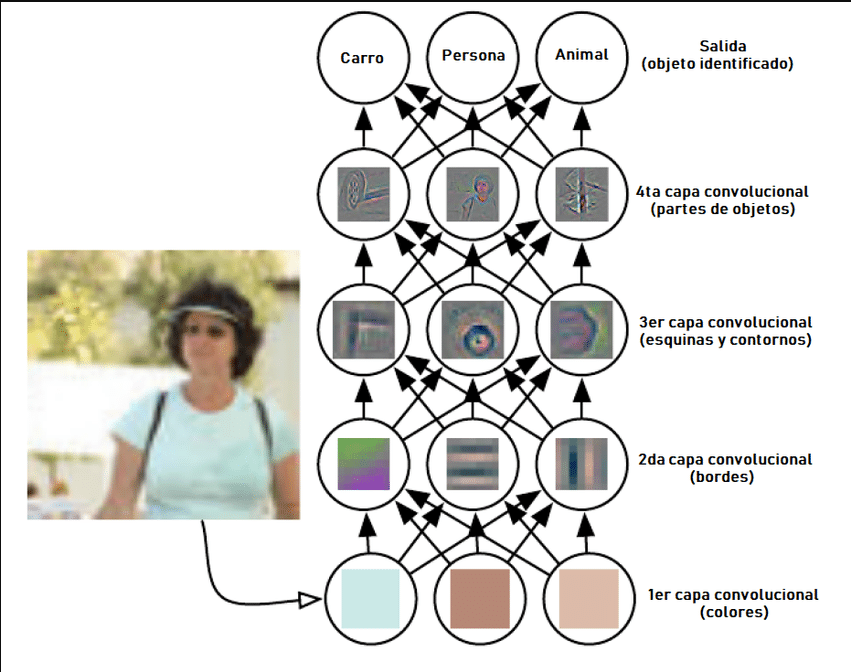 Carro
Persona
Animal
Salida
(objeto identificado)
4ta capa convolucional
(partes de objetos)
3er capa convolucional
(esquinas y contornos)
2da capa convolucional
(bordes)
1er capa convolucional
(colores)